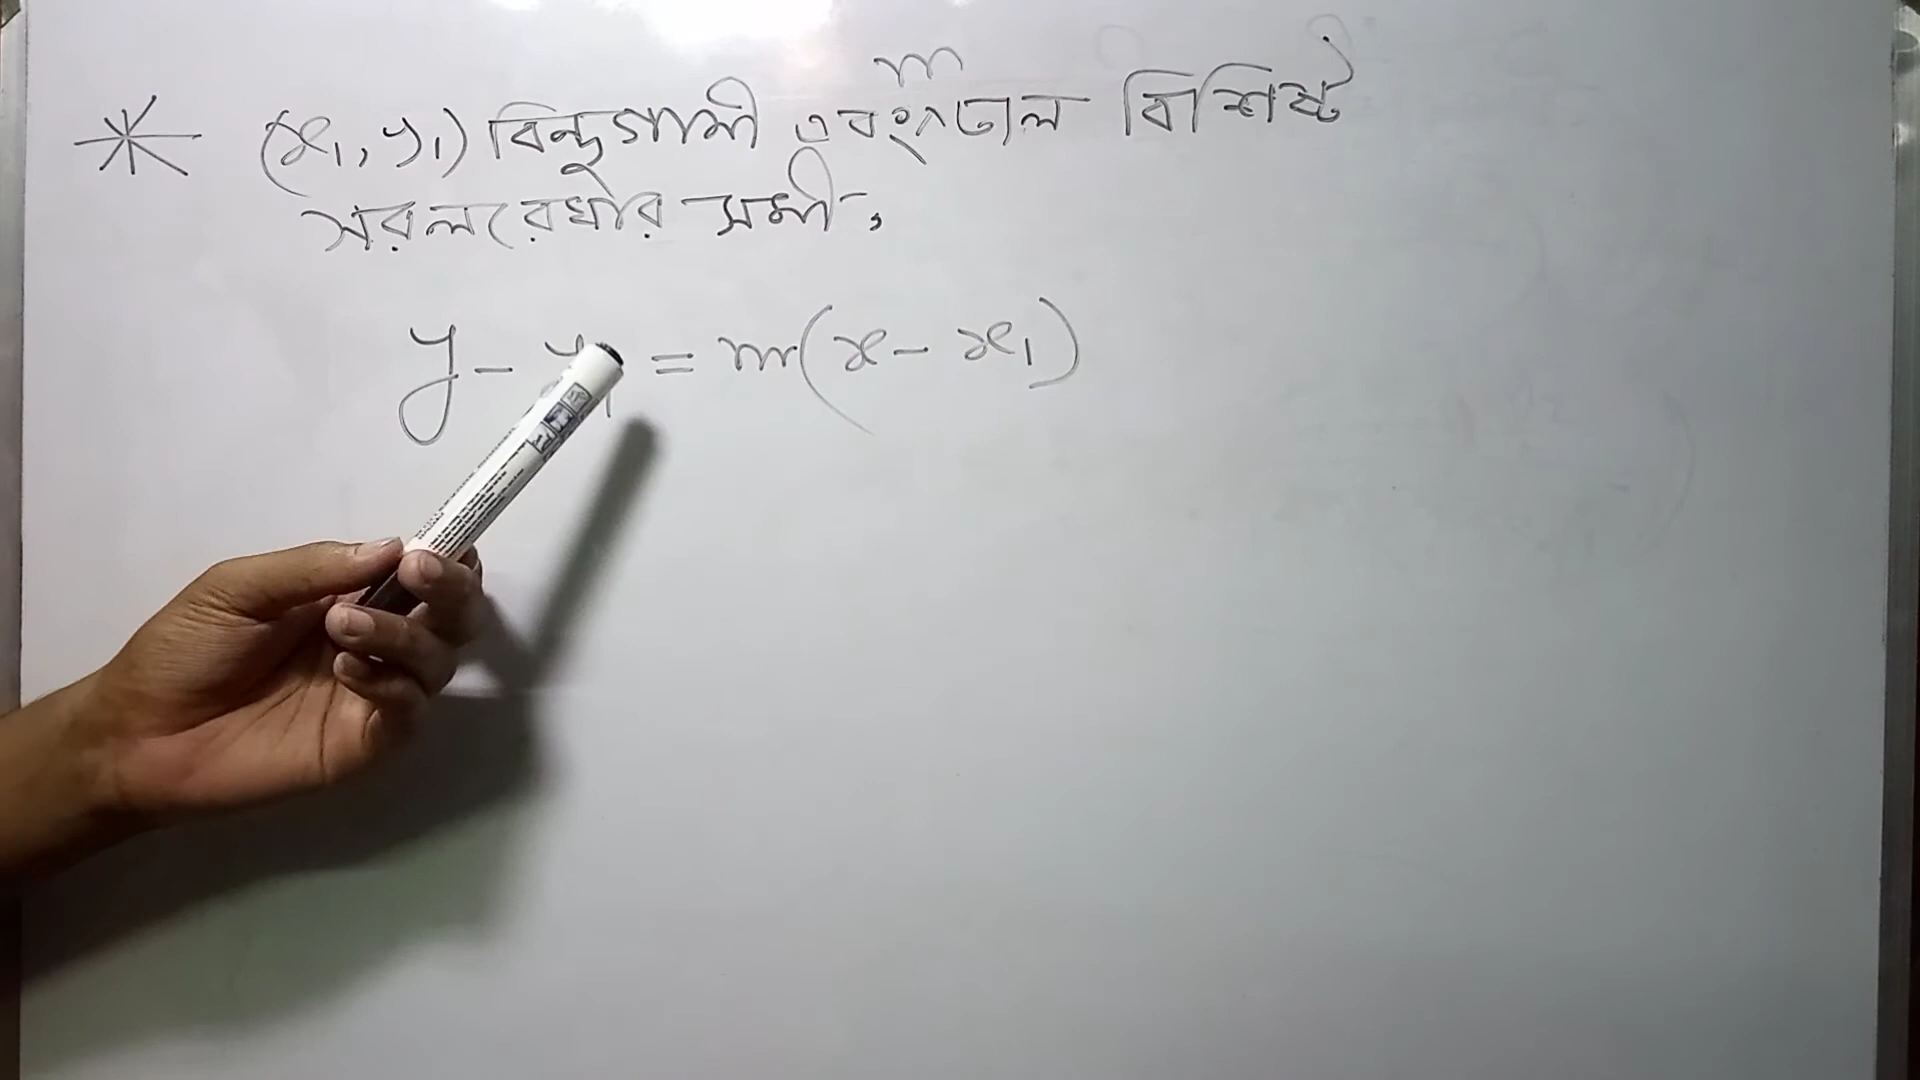 * (x₁, y₁) বিন্দুগামী এবং m ঢাল বিশিষ্ট
সরলরেখার সমী,
y - y₁ = m(x - x₁)